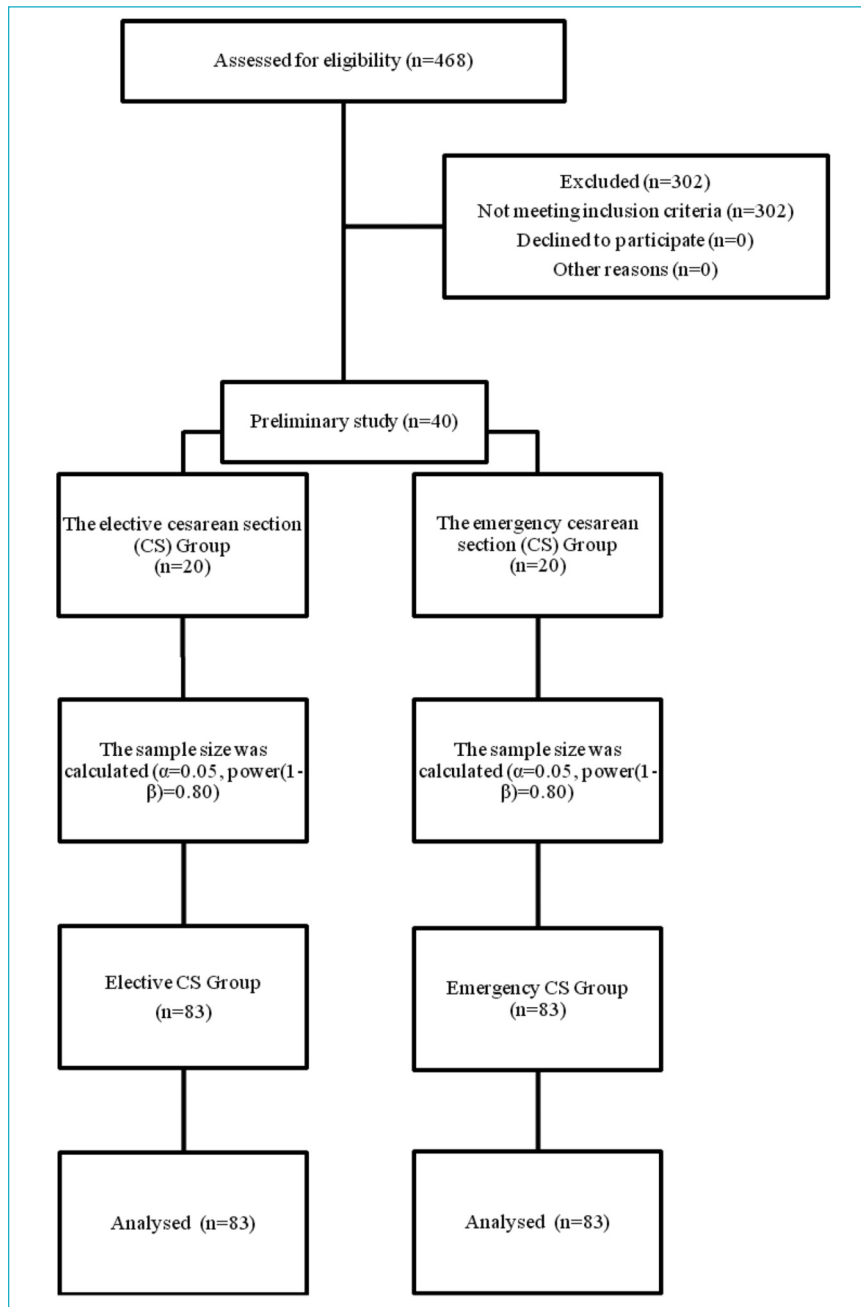 Assessed for eligibility (n=468)
Excluded (n=302)
Not meeting inclusion criteria (n=302)
Declined to participate (n=0)
Other reasons (n=0)
Preliminary study (n=40)
The elective cesarean section
(CS) Group
(n=20)
The emergency cesarean
section (CS) Group
(n=20)
The sample size was
calculated (α=0.05, power(1-
β)=0.80)
The sample size was
calculated (α=0.05, power(1-
β)=0.80)
Elective CS Group
(n=83)
Emergency CS Group
(n=83)
Analysed (n=83)
Analysed (n=83)